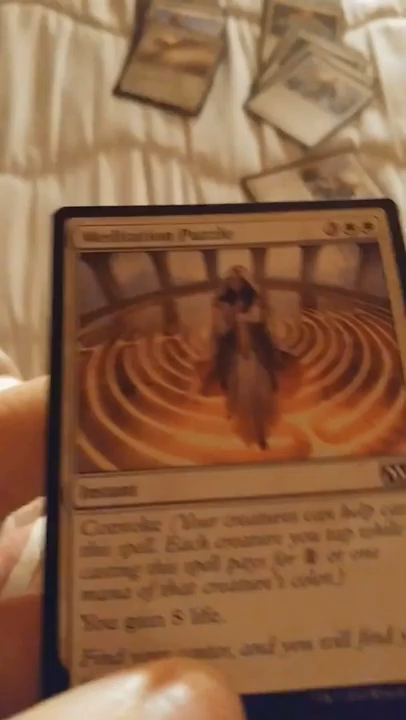 Meditation Puzzle
Instant
Convoke (Your creatures can help
this spell. Each creature you tap while
casting this spell pays for or one
mana of that creature's color.)
You gain 8 life.
Find your center, and you will find